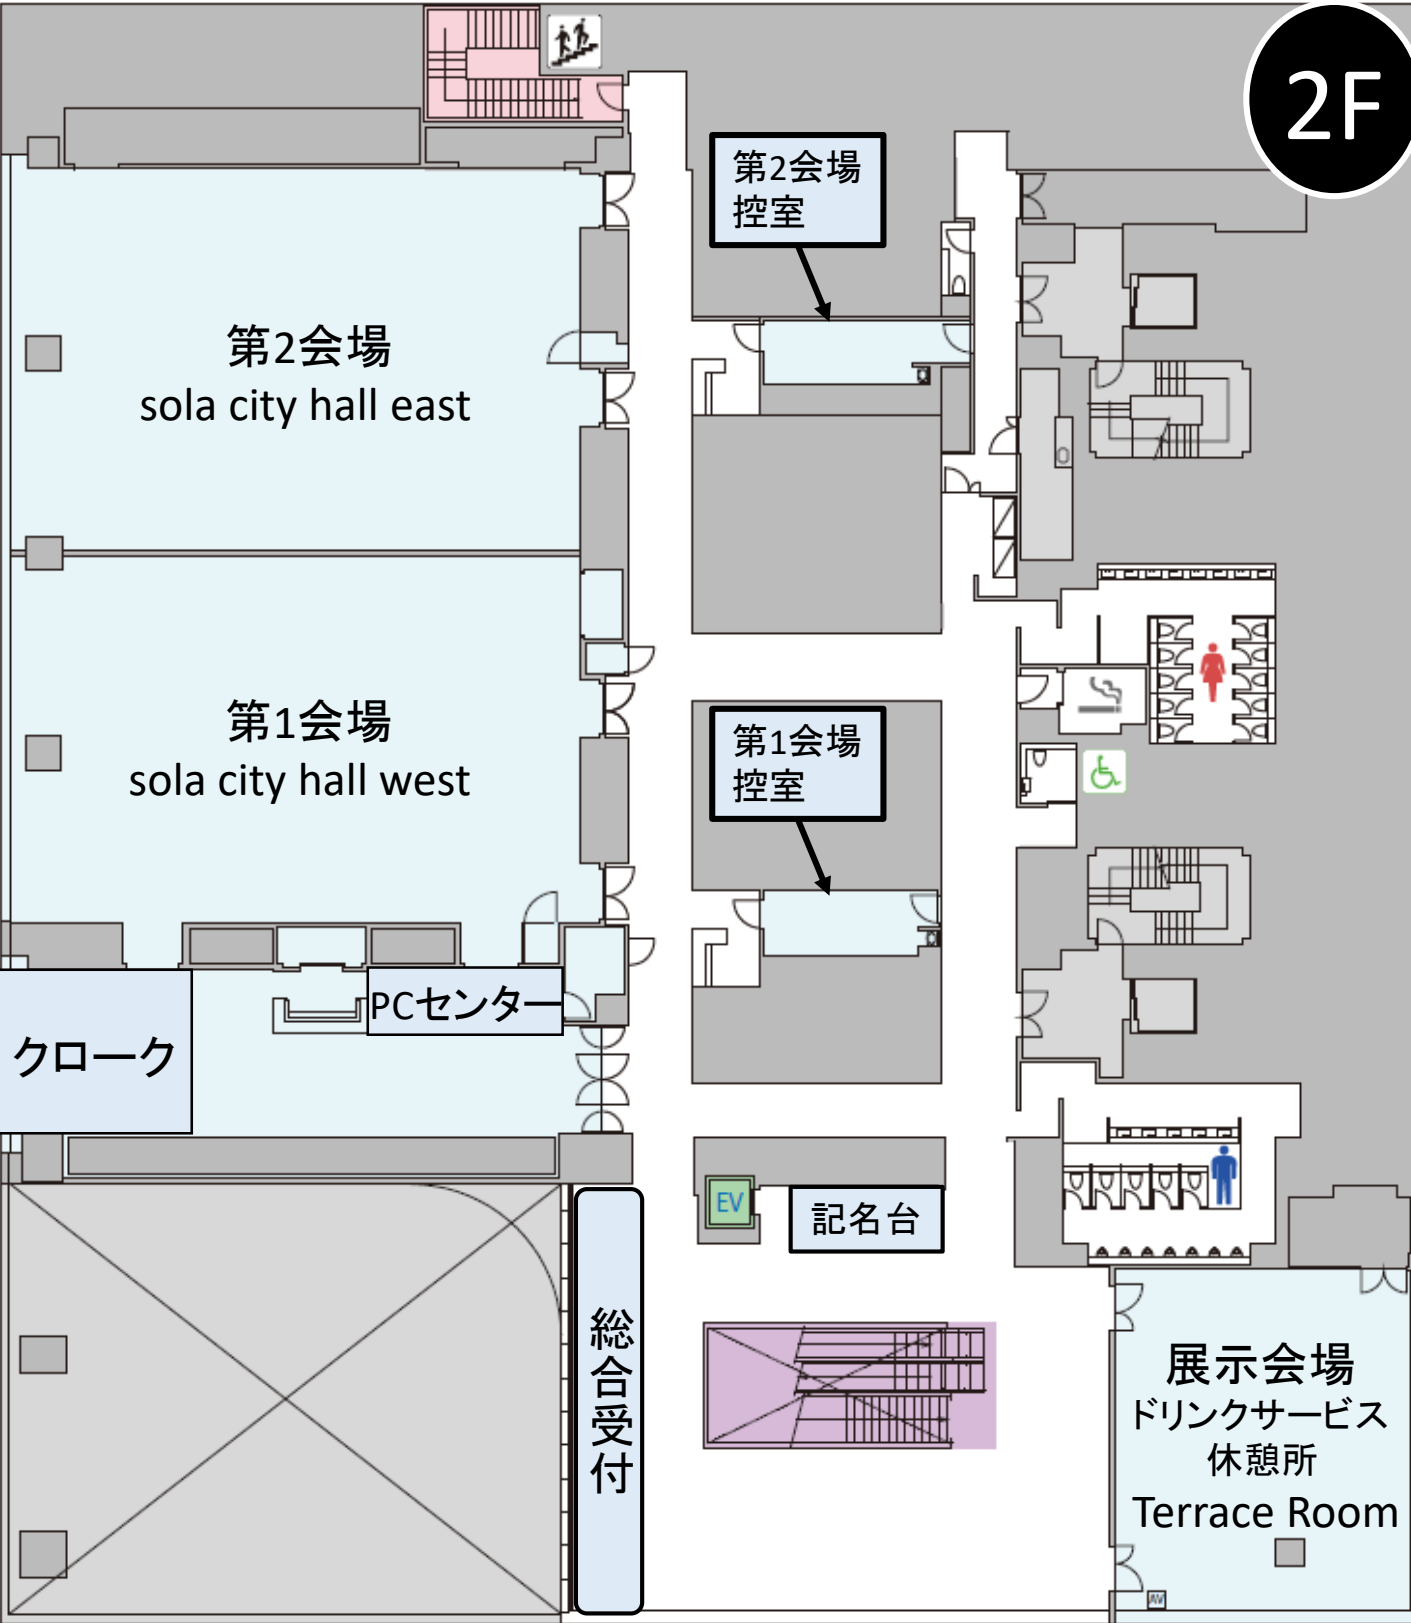 2F
第2会場
控室
第2会場
sola city hall east
第1会場
sola city hall west
第1会場
控室
PCセンター
クローク
EV
記名台
総合受付
展示会場
ドリンクサービス
休憩所
Terrace Room
AV